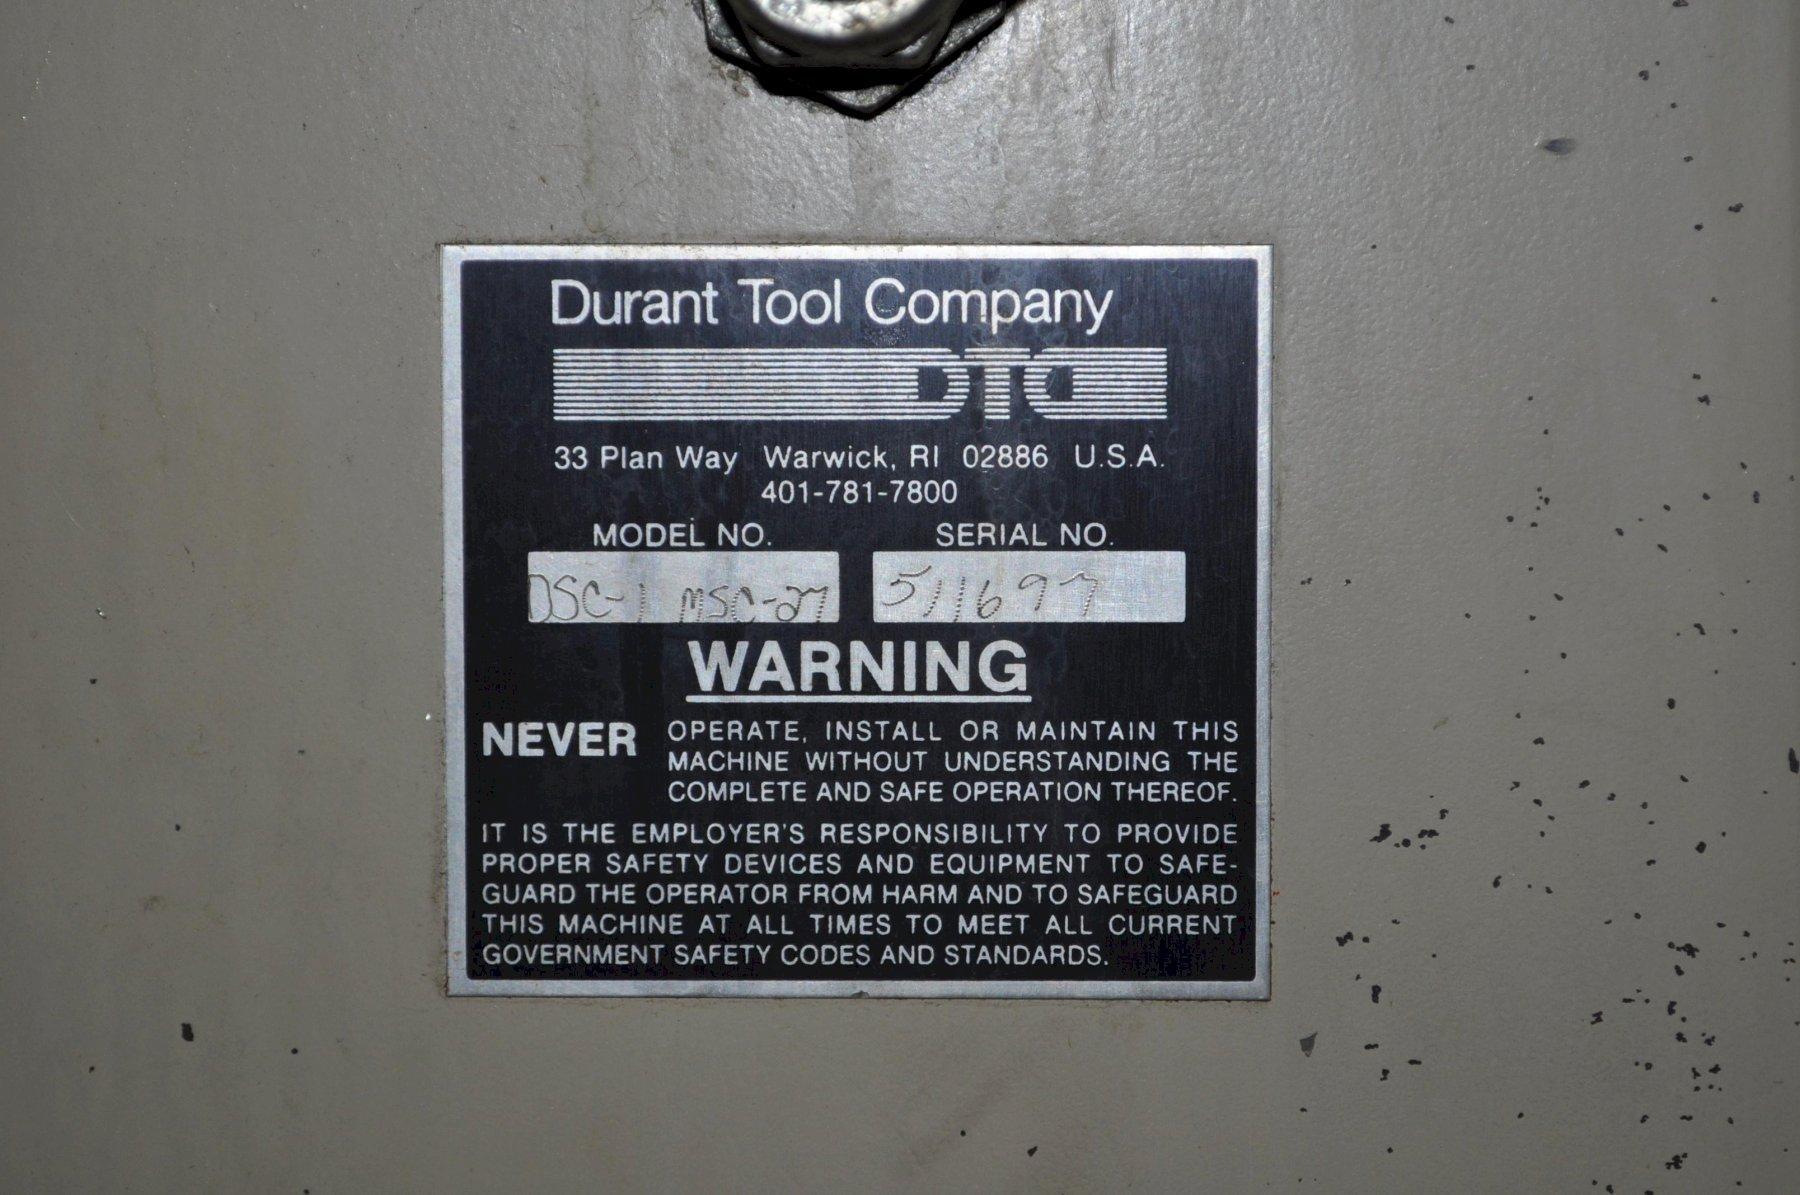 Durant Tool Company
DTC
33 Plan Way Warwick, RI 02886 U.S.A.
401-781-7800
MODEL NO. SERIAL NO.
DSC-1 MSC-27 511697
WARNING
NEVER OPERATE, INSTALL OR MAINTAIN THIS
MACHINE WITHOUT UNDERSTANDING THE
COMPLETE AND SAFE OPERATION THEREOF.
IT IS THE EMPLOYER'S RESPONSIBILITY TO PROVIDE
PROPER SAFETY DEVICES AND EQUIPMENT TO SAFE-
GUARD THE OPERATOR FROM HARM AND TO SAFEGUARD
THIS MACHINE AT ALL TIMES TO MEET ALL CURRENT
GOVERNMENT SAFETY CODES AND STANDARDS.